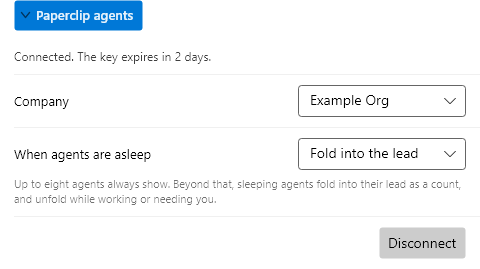 Paperclip agents
Connected. The key expires in 2 days.
Company
Example Org
When agents are asleep
Fold into the lead
Up to eight agents always show. Beyond that, sleeping agents fold into their lead as a count,
and unfold while working or needing you.
Disconnect